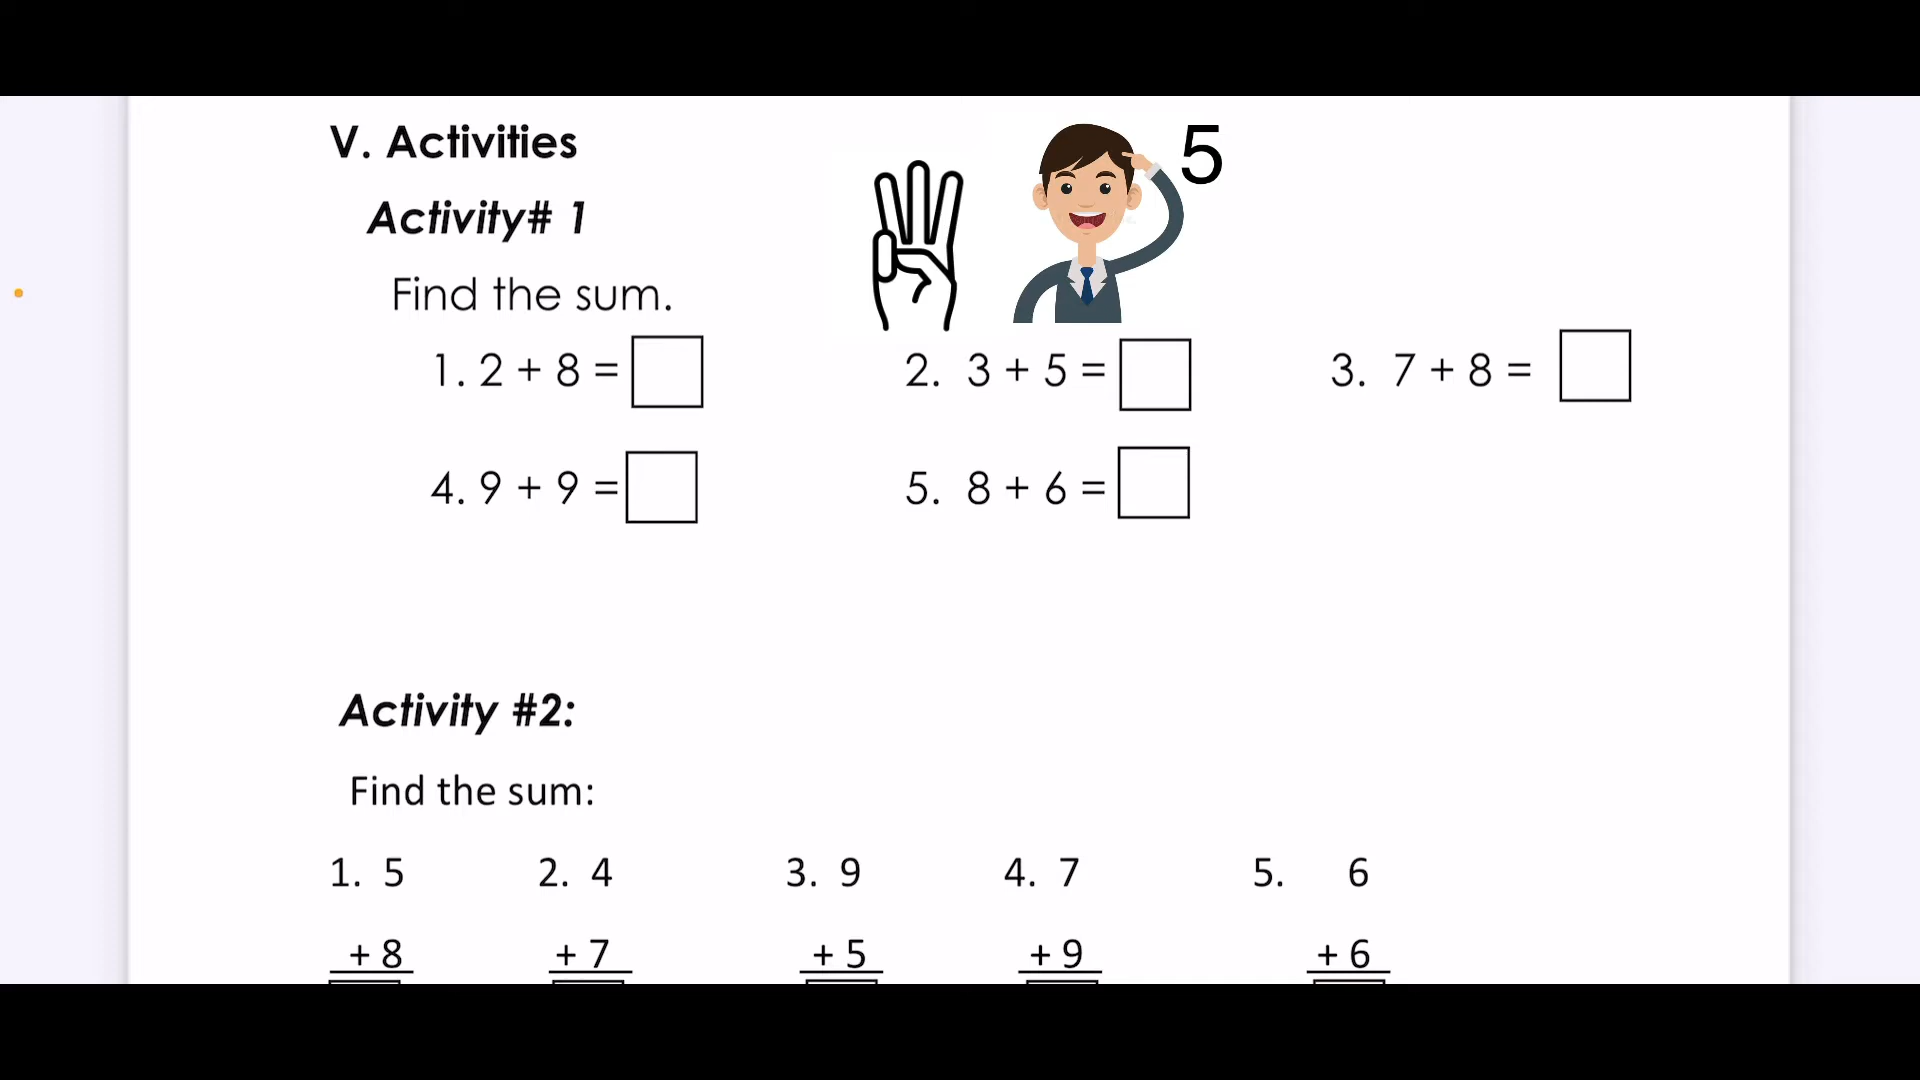 V. Activities
5
Activity# 1
Find the sum.
1. 2 + 8 =
2. 3 + 5 =
3. 7 + 8 =
4. 9 + 9 =
5. 8 + 6 =
Activity #2:
Find the sum:
1. 5 2. 4 3. 9 4. 7 5. 6
+ 8 + 7 + 5 + 9 + 6